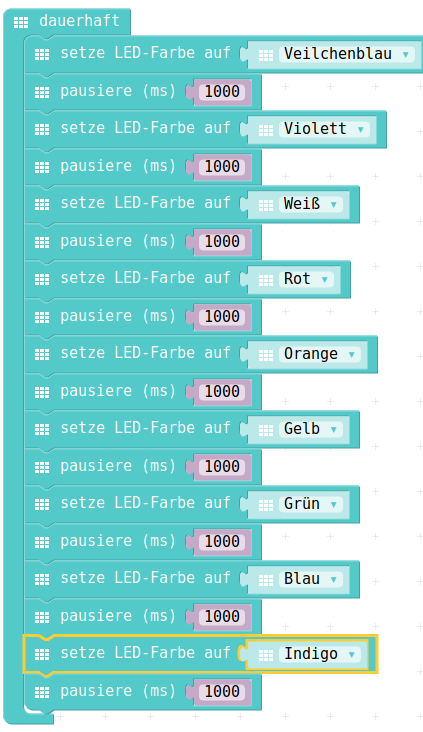 dauerhaft
setze LED-Farbe auf Veilchenblau
pausiere (ms) 1000
setze LED-Farbe auf Violett
pausiere (ms) 1000
setze LED-Farbe auf Weiß
pausiere (ms) 1000
setze LED-Farbe auf Rot
pausiere (ms) 1000
setze LED-Farbe auf Orange
pausiere (ms) 1000
setze LED-Farbe auf Gelb
pausiere (ms) 1000
setze LED-Farbe auf Grün
pausiere (ms) 1000
setze LED-Farbe auf Blau
pausiere (ms) 1000
setze LED-Farbe auf Indigo
pausiere (ms) 1000